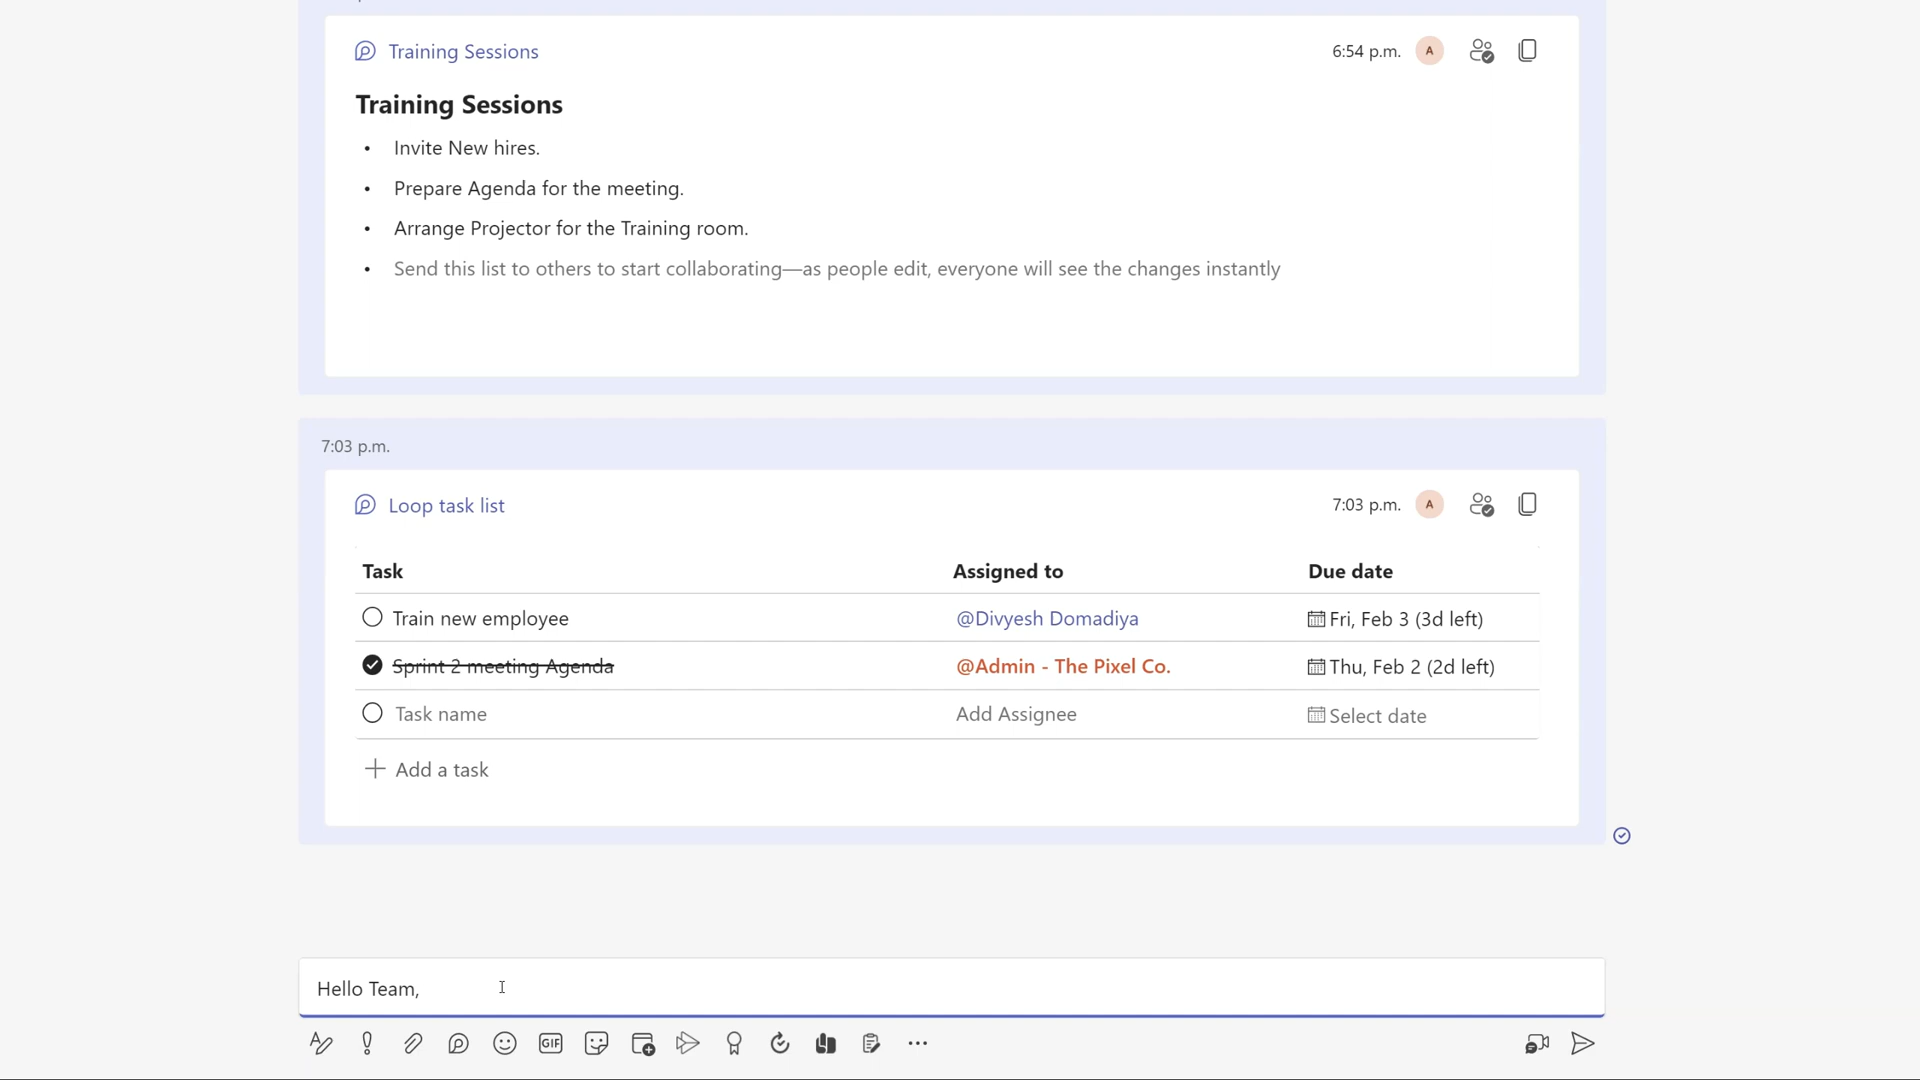 Training Sessions
6:54 p.m.
A
Training Sessions
• Invite New hires.
• Prepare Agenda for the meeting.
• Arrange Projector for the Training room.
• Send this list to others to start collaborating—as people edit, everyone will see the changes instantly
7:03 p.m.
Loop task list
7:03 p.m.
A
Task Assigned to Due date
Train new employee @Divyesh Domadiya Fri, Feb 3 (3d left)
Sprint 2 meeting Agenda @Admin - The Pixel Co. Thu, Feb 2 (2d left)
Task name Add Assignee Select date
Add a task
Hello Team,
GIF